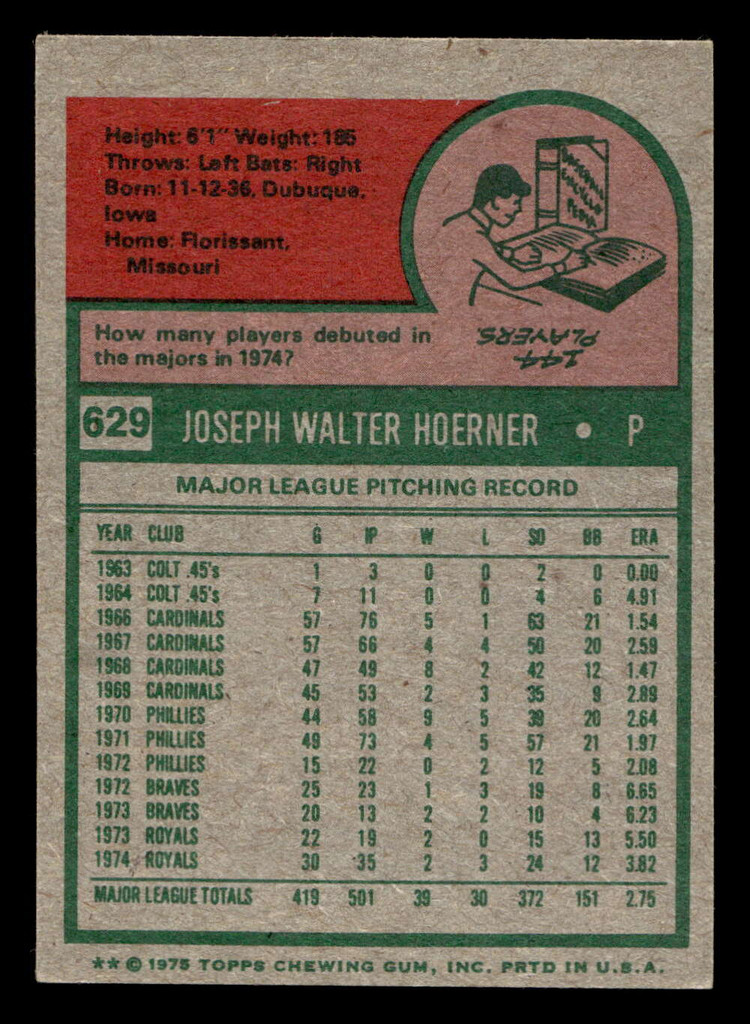 Height: 6'1" Weight: 185
Throws: Left Bats: Right
Born: 11-12-36, Dubuque,
Iowa
Home: Florissant,
Missouri
BASEBALL
How many players debuted in
the majors in 1974?
144
PLAYERS.
629 JOSEPH WALTER HOERNER • P
MAJOR LEAGUE PITCHING RECORD
YEAR CLUB G IP W L SO BB ERA
1963 COLT .45's 1 3 0 0 2 0 0.00
1964 COLT .45's 7 11 0 0 4 6 4.91
1966 CARDINALS 57 76 5 1 63 21 1.54
1967 CARDINALS 57 66 4 4 50 20 2.59
1968 CARDINALS 47 49 8 2 42 12 1.47
1969 CARDINALS 45 53 2 3 35 9 2.89
1970 PHILLIES 44 58 9 5 39 20 2.64
1971 PHILLIES 49 73 4 5 57 21 1.97
1972 PHILLIES 15 22 0 2 12 5 2.08
1972 BRAVES 25 23 1 3 19 8 6.65
1973 BRAVES 20 13 2 2 10 4 6.23
1973 ROYALS 22 19 2 0 15 13 5.50
1974 ROYALS 30 35 2 3 24 12 3.82
MAJOR LEAGUE TOTALS 419 501 39 30 372 151 2.75
** © 1975 TOPPS CHEWING GUM, INC. PRTD IN U.S.A.